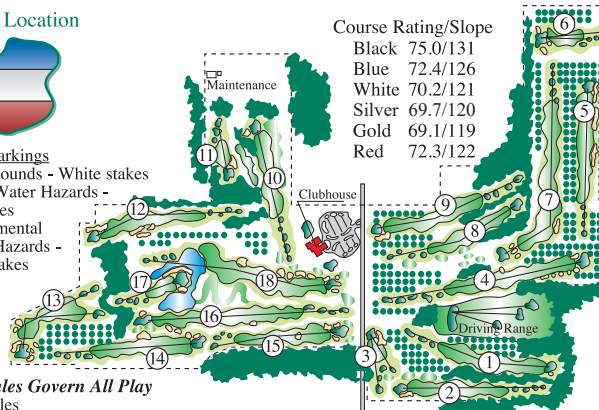 Location
Course Rating/Slope
Black 75.0/131
Blue 72.4/126
White 70.2/121
Silver 69.7/120
Gold 69.1/119
Red 72.3/122
Maintenance
Clubhouse
Driving Range
arkings
ounds - White stakes
Water Hazards -
es
mental
Hazards -
akes
ules Govern All Play
les
6
5
11
10
12
9
8
7
4
17
18
13
16
15
14
3
1
2